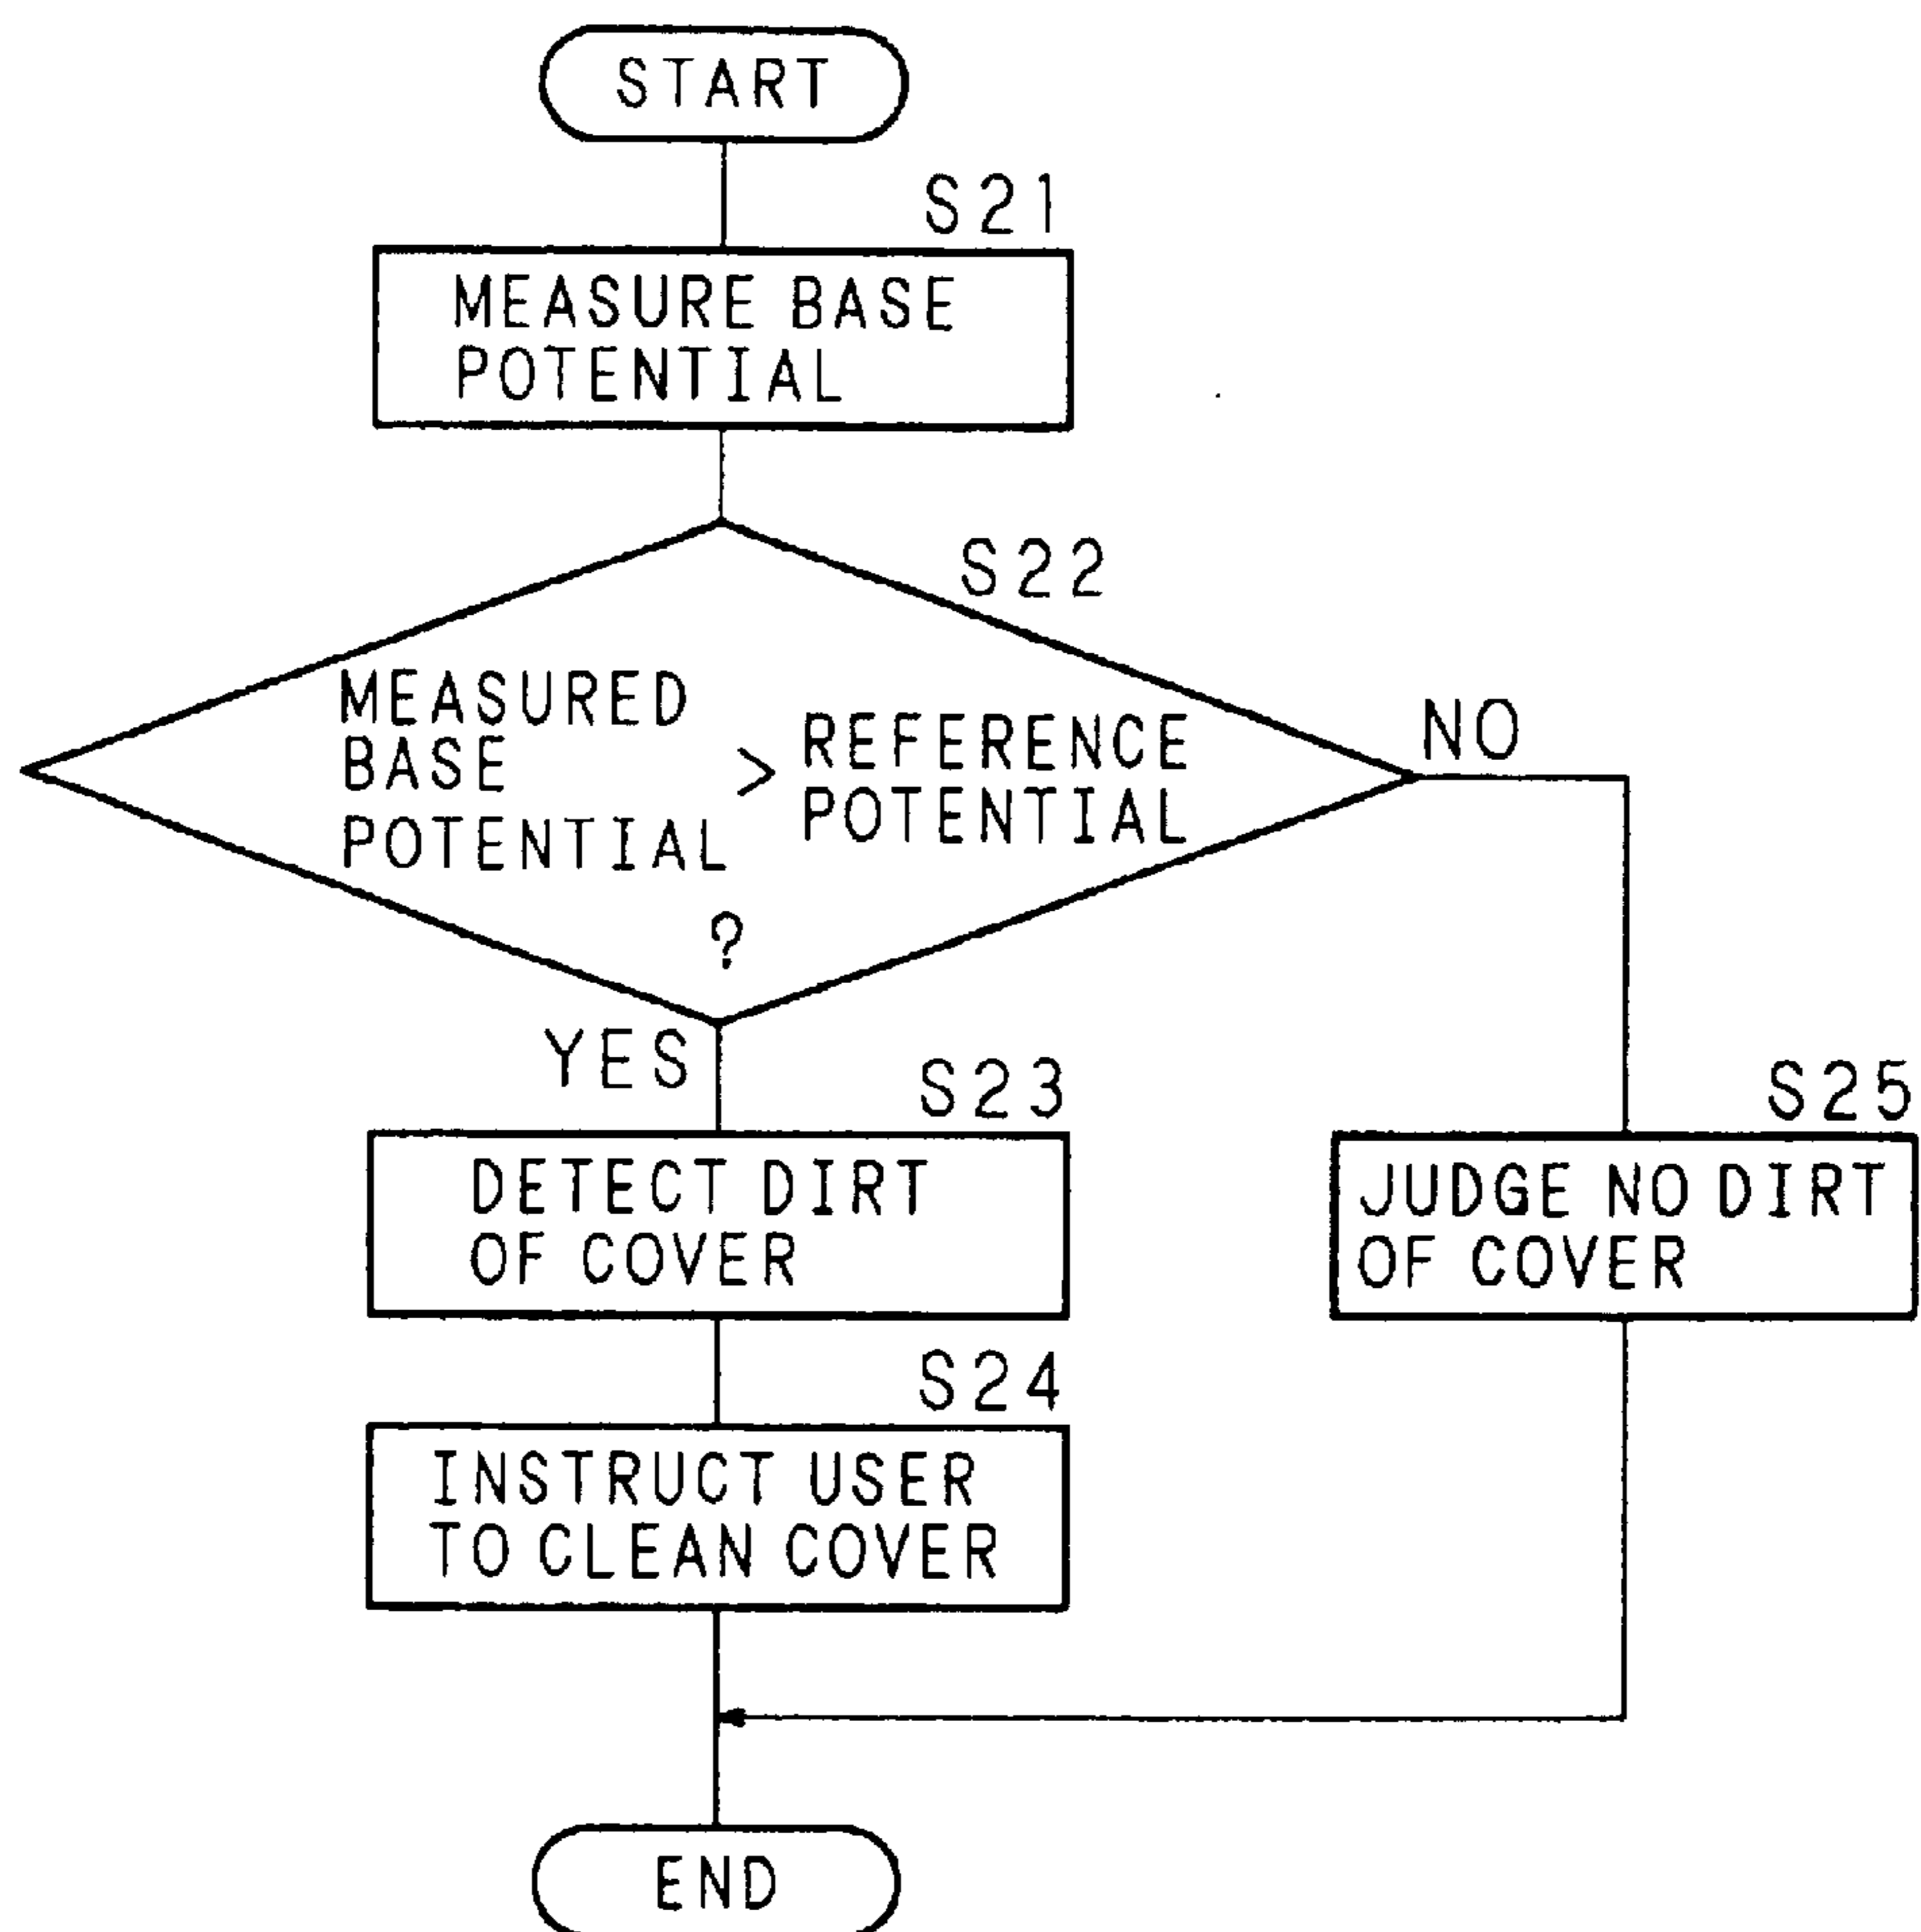 START
S21
MEASURE BASE
POTENTIAL
S22
MEASURED
BASE
POTENTIAL
>
REFERENCE
POTENTIAL
?
NO
YES
S23
DETECT DIRT
OF COVER
S25
JUDGE NO DIRT
OF COVER
S24
INSTRUCT USER
TO CLEAN COVER
END